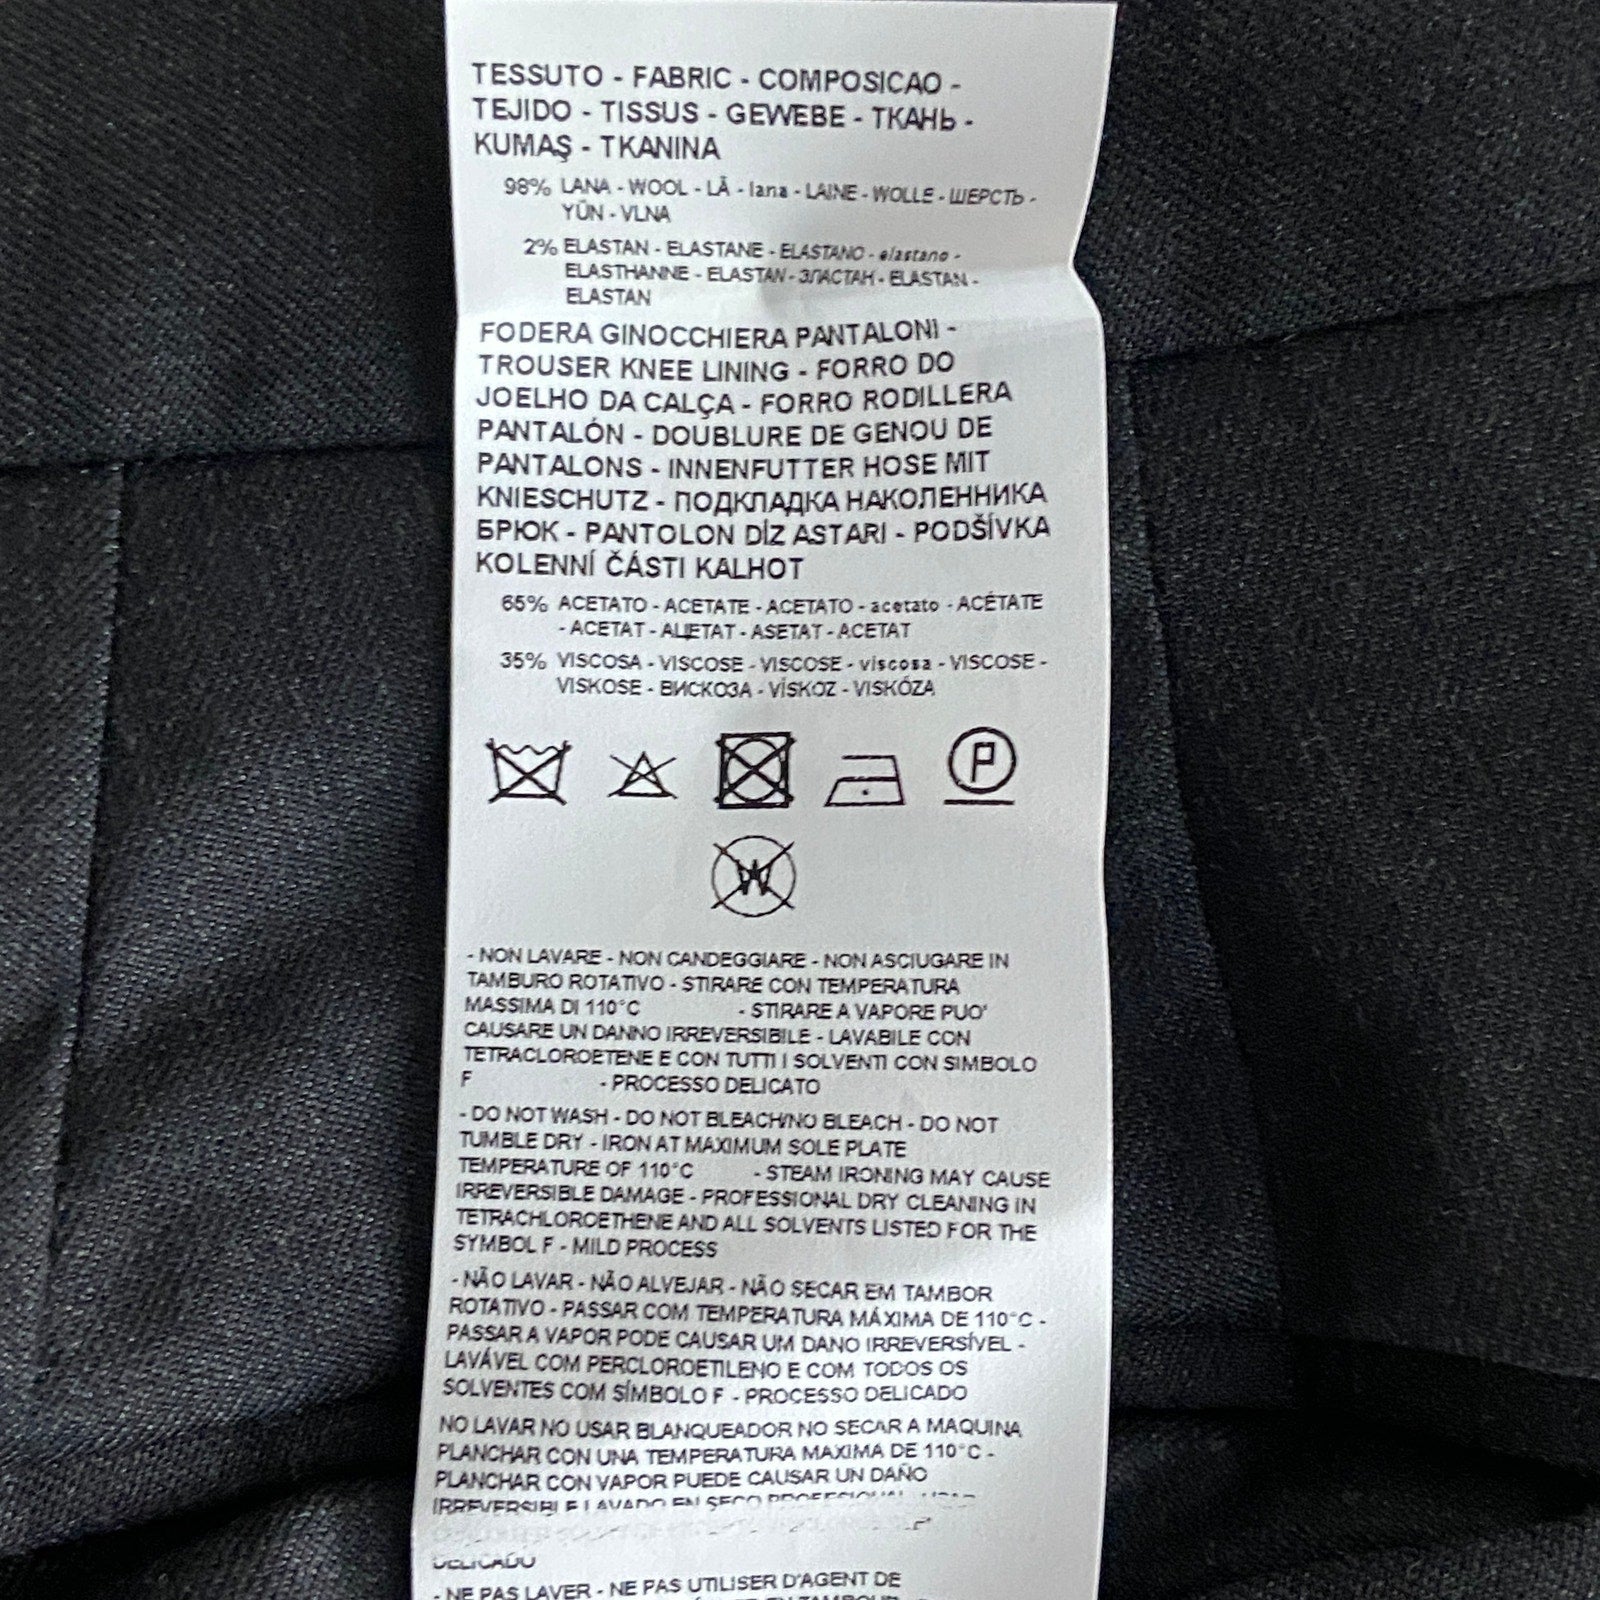 TESSUTO - FABRIC - COMPOSICAO -
TEJIDO - TISSUS - GEWEBE - ТКАНЬ -
KUMAŞ - TKANINA
98% LANA - WOOL - LÃ - lana - LAINE - WOLLE - ШЕРСТЬ -
YÜN - VLNA
2% ELASTAN - ELASTANE - ELASTANO - elastano -
ELASTHANNE - ELASTAN - ЭЛАСТАН - ELASTAN -
ELASTAN
FODERA GINOCCHIERA PANTALONI -
TROUSER KNEE LINING - FORRO DO
JOELHO DA CALÇA - FORRO RODILLERA
PANTALÓN - DOUBLURE DE GENOU DE
PANTALONS - INNENFUTTER HOSE MIT
KNIESCHUTZ - ПОДКЛАДКА НАКОЛЕННИКА
БРЮК - PANTOLON DİZ ASTARI - PODŠÍVKA
KOLENNÍ ČÁSTI KALHOT
65% ACETATO - ACETATE - ACETATO - acetato - ACÉTATE
- ACETAT - АЦЕТАТ - ASETAT - ACETAT
35% VISCOSA - VISCOSE - VISCOSE - viscosa - VISCOSE -
VISKOSE - ВИСКОЗА - VİSKOZ - VISKÓZA
P
W
- NON LAVARE - NON CANDEGGIARE - NON ASCIUGARE IN
TAMBURO ROTATIVO - STIRARE CON TEMPERATURA
MASSIMA DI 110°C - STIRARE A VAPORE PUO'
CAUSARE UN DANNO IRREVERSIBILE - LAVABILE CON
TETRACLOROETENE E CON TUTTI I SOLVENTI CON SIMBOLO
F - PROCESSO DELICATO
- DO NOT WASH - DO NOT BLEACH/NO BLEACH - DO NOT
TUMBLE DRY - IRON AT MAXIMUM SOLE PLATE
TEMPERATURE OF 110°C - STEAM IRONING MAY CAUSE
IRREVERSIBLE DAMAGE - PROFESSIONAL DRY CLEANING IN
TETRACHLOROETHENE AND ALL SOLVENTS LISTED FOR THE
SYMBOL F - MILD PROCESS
- NÃO LAVAR - NÃO ALVEJAR - NÃO SECAR EM TAMBOR
ROTATIVO - PASSAR COM TEMPERATURA MÁXIMA DE 110°C -
PASSAR A VAPOR PODE CAUSAR UM DANO IRREVERSÍVEL -
LAVÁVEL COM PERCLOROETILENO E COM TODOS OS
SOLVENTES COM SÍMBOLO F - PROCESSO DELICADO
NO LAVAR NO USAR BLANQUEADOR NO SECAR A MAQUINA
PLANCHAR CON UNA TEMPERATURA MAXIMA DE 110°C -
PLANCHAR CON VAPOR PUEDE CAUSAR UN DAÑO
IRREVERSIBLE LAVADO EN SECO PROFESIONAL
DELICADO
- NE PAS LAVER - NE PAS UTILISER D'AGENT DE